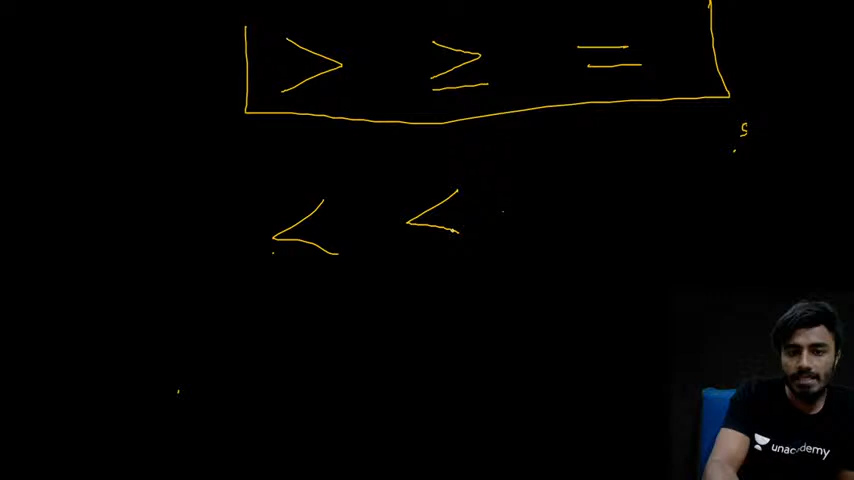 > ≥ =
s
< <
unacademy